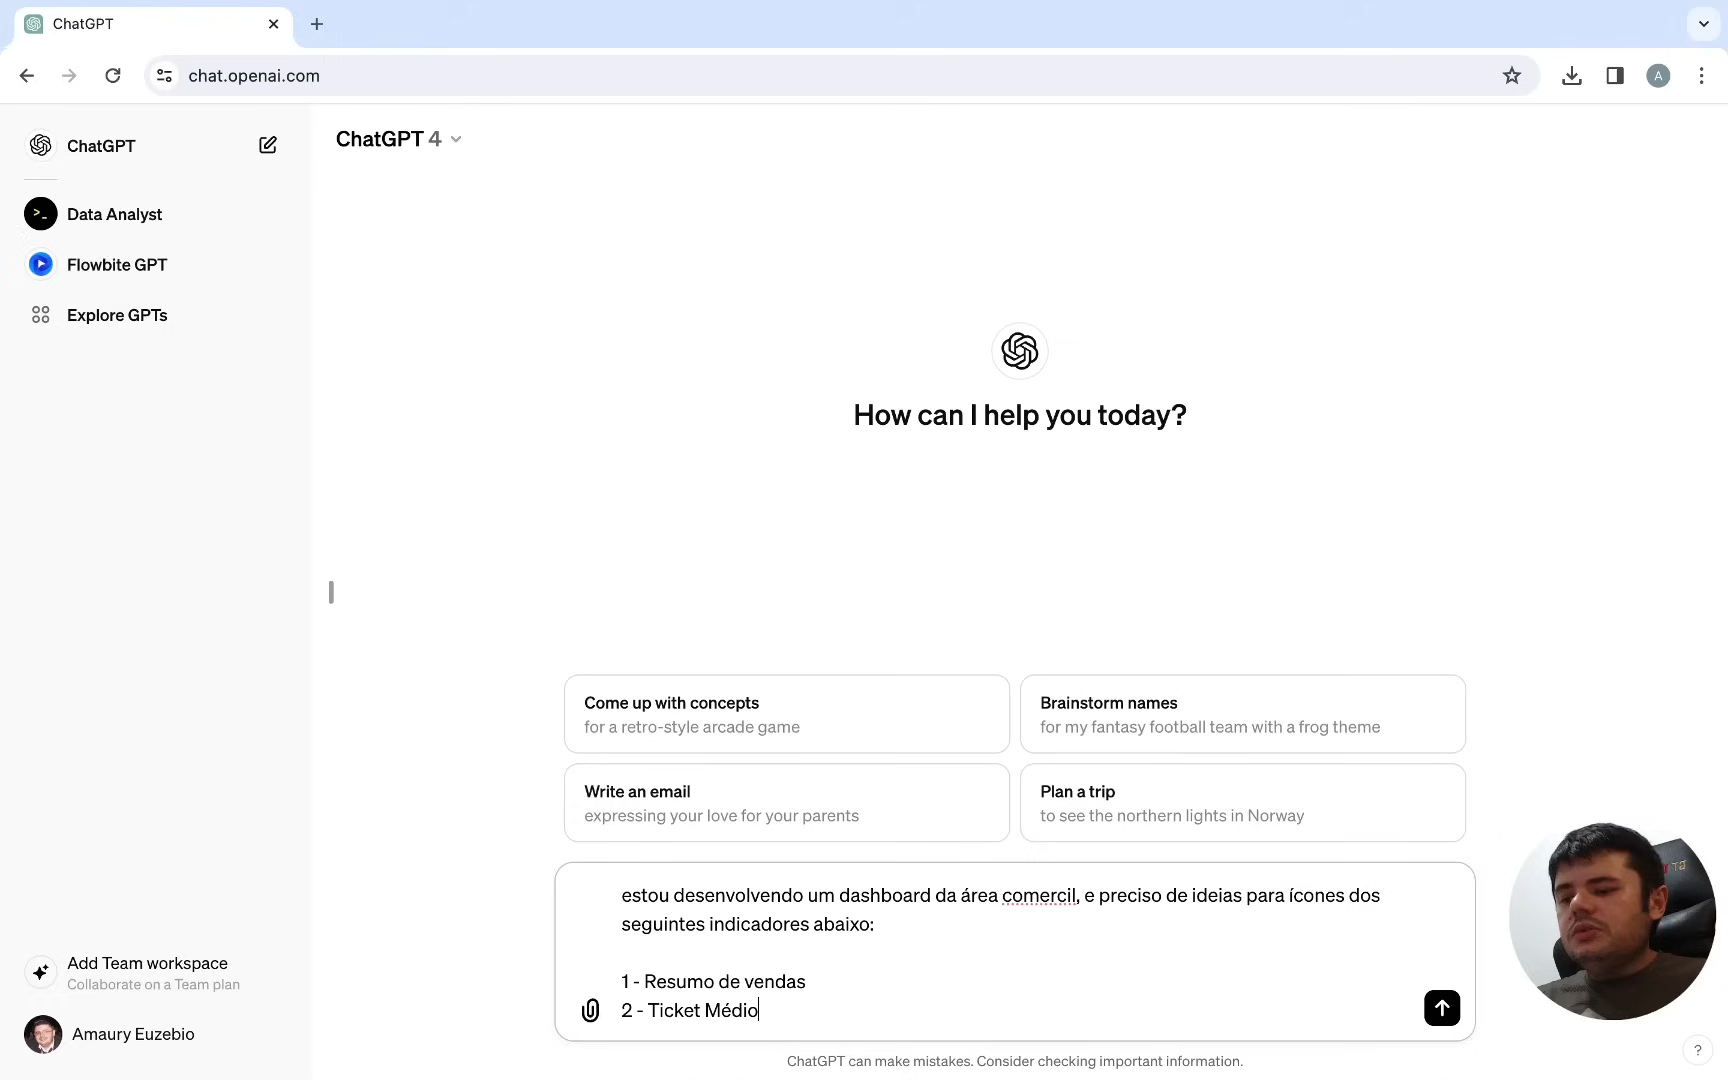 ChatGPT
chat.openai.com
A
ChatGPT
ChatGPT 4
Data Analyst
Flowbite GPT
Explore GPTs
How can I help you today?
Come up with concepts
for a retro-style arcade game
Brainstorm names
for my fantasy football team with a frog theme
Write an email
expressing your love for your parents
Plan a trip
to see the northern lights in Norway
estou desenvolvendo um dashboard da área comercil, e preciso de ideias para ícones dos
seguintes indicadores abaixo:
1 - Resumo de vendas
2 - Ticket Médio
Add Team workspace
Collaborate on a Team plan
Amaury Euzebio
ChatGPT can make mistakes. Consider checking important information.
?